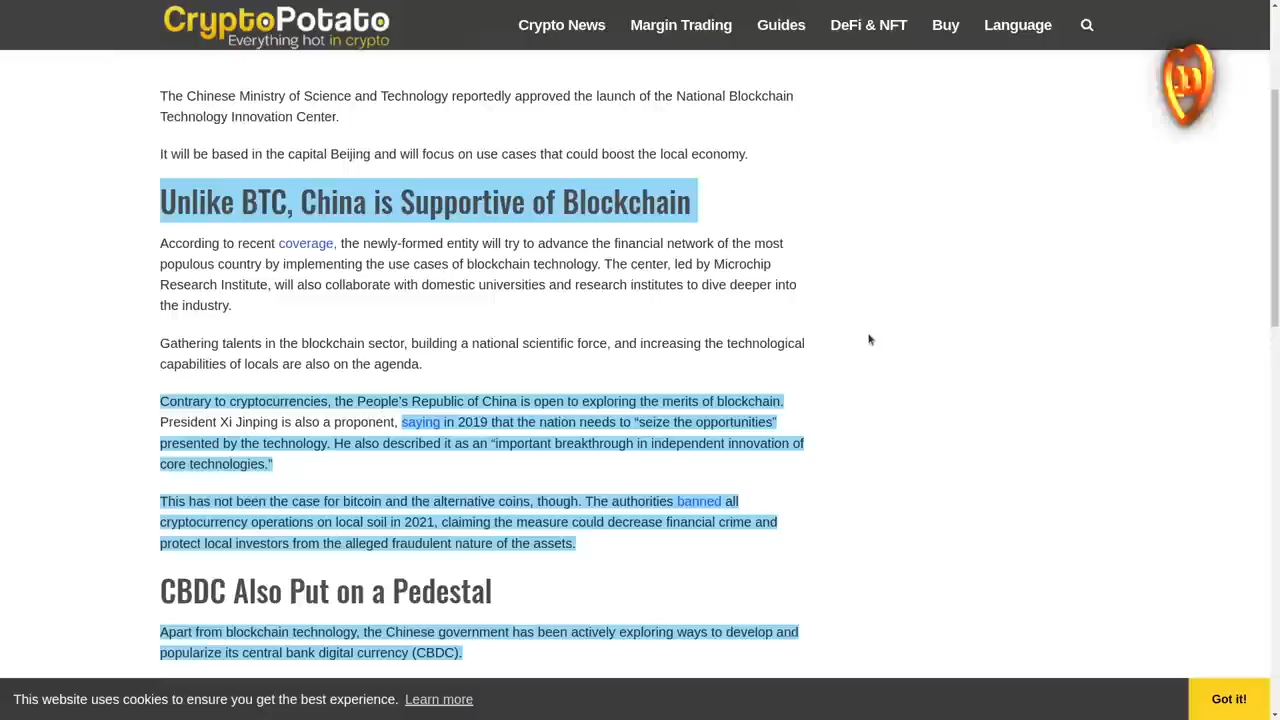 CryptoPotato
Everything hot in crypto
Crypto News Margin Trading Guides DeFi & NFT Buy Language
The Chinese Ministry of Science and Technology reportedly approved the launch of the National Blockchain
Technology Innovation Center.
It will be based in the capital Beijing and will focus on use cases that could boost the local economy.
Unlike BTC, China is Supportive of Blockchain
According to recent coverage, the newly-formed entity will try to advance the financial network of the most
populous country by implementing the use cases of blockchain technology. The center, led by Microchip
Research Institute, will also collaborate with domestic universities and research institutes to dive deeper into
the industry.
Gathering talents in the blockchain sector, building a national scientific force, and increasing the technological
capabilities of locals are also on the agenda.
Contrary to cryptocurrencies, the People’s Republic of China is open to exploring the merits of blockchain.
President Xi Jinping is also a proponent, saying in 2019 that the nation needs to “seize the opportunities”
presented by the technology. He also described it as an “important breakthrough in independent innovation of
core technologies.”
This has not been the case for bitcoin and the alternative coins, though. The authorities banned all
cryptocurrency operations on local soil in 2021, claiming the measure could decrease financial crime and
protect local investors from the alleged fraudulent nature of the assets.
CBDC Also Put on a Pedestal
Apart from blockchain technology, the Chinese government has been actively exploring ways to develop and
popularize its central bank digital currency (CBDC).
This website uses cookies to ensure you get the best experience. Learn more
Got it!